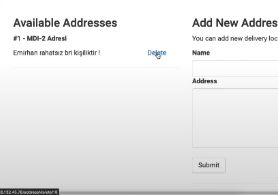 Available Addresses
#1 - MDI-2 Adresi
Emirhan rahatsız bri kişiliktir !
Delete
Add New Addres
You can add new delivery loc
Name
Address
Submit